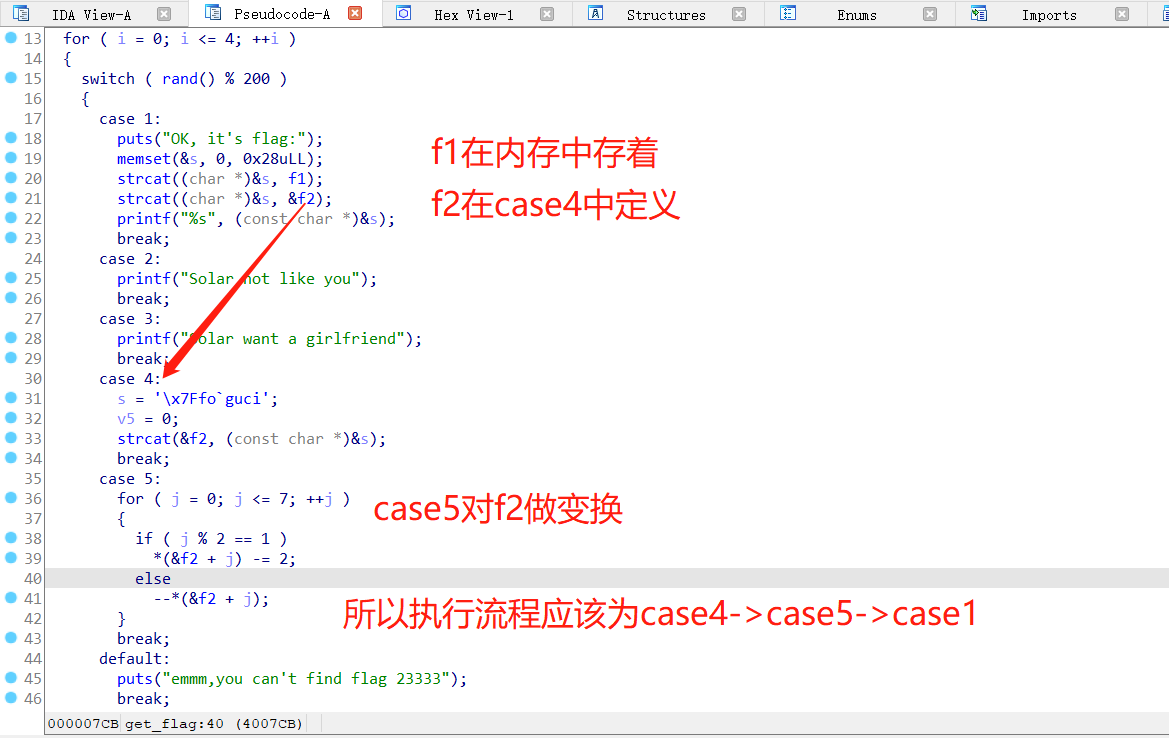 IDA View-A Pseudocode-A Hex View-1 Structures Enums Imports
13 for ( i = 0; i <= 4; ++i )
14 {
15 switch ( rand() % 200 )
16 {
17 case 1:
18 puts("OK, it's flag:");
19 memset(&s, 0, 0x28uLL);
20 strcat((char *)&s, f1);
21 strcat((char *)&s, &f2);
22 printf("%s", (const char *)&s);
23 break;
24 case 2:
25 printf("Solar not like you");
26 break;
27 case 3:
28 printf("Solar want a girlfriend");
29 break;
30 case 4:
31 s = '\x7Ffo`guci';
32 v5 = 0;
33 strcat(&f2, (const char *)&s);
34 break;
35 case 5:
36 for ( j = 0; j <= 7; ++j )
37 {
38 if ( j % 2 == 1 )
39 *(&f2 + j) -= 2;
40 else
41 --*(&f2 + j);
42 }
43 break;
44 default:
45 puts("emmm,you can't find flag 23333");
46 break;
f1在内存中存着
f2在case4中定义
case5对f2做变换
所以执行流程应该为case4->case5->case1
000007CB get_flag:40 (4007CB)